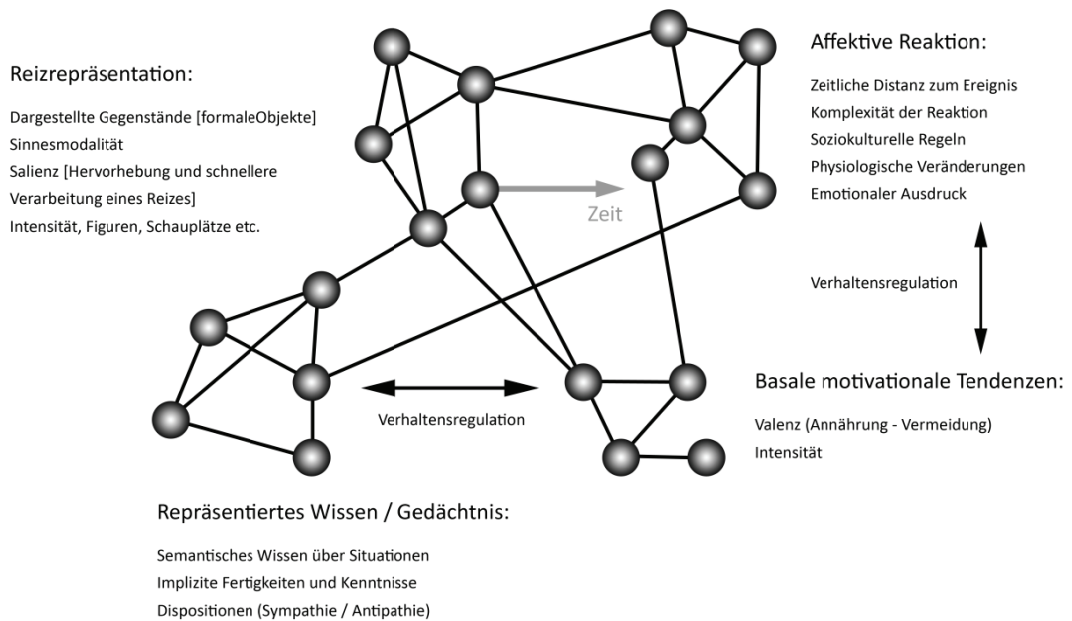 Reizrepräsentation:
Dargestellte Gegenstände [formaleObjekte]
Sinnesmodalität
Salienz [Hervorhebung und schnellere
Verarbeitung eines Reizes]
Intensität, Figuren, Schauplätze etc.
Zeit
Affektive Reaktion:
Zeitliche Distanz zum Ereignis
Komplexität der Reaktion
Soziokulturelle Regeln
Physiologische Veränderungen
Emotionaler Ausdruck
Verhaltensregulation
Basale motivationale Tendenzen:
Valenz (Annährung - Vermeidung)
Intensität
Verhaltensregulation
Repräsentiertes Wissen / Gedächtnis:
Semantisches Wissen über Situationen
Implizite Fertigkeiten und Kenntnisse
Dispositionen (Sympathie / Antipathie)